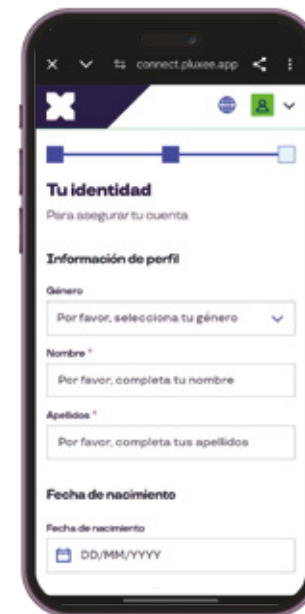 connect.pluxee.app
Tu identidad
Para asegurar tu cuenta
Información de perfil
Género
Por favor, selecciona tu género
Nombre *
Por favor, completa tu nombre
Apellidos *
Por favor, completa tus apellidos
Fecha de nacimiento
Fecha de nacimiento
DD/MM/YYYY